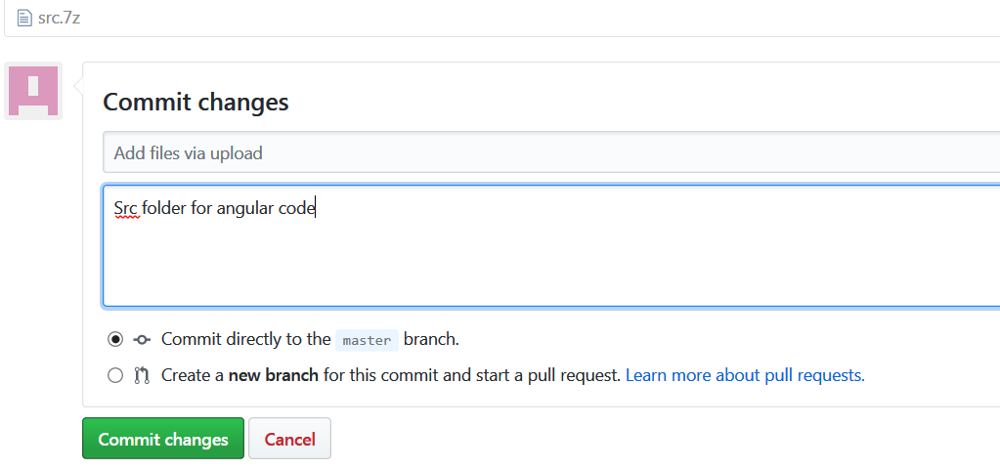 src.7z
Commit changes
Add files via upload
Src folder for angular code
Commit directly to the master branch.
Create a new branch for this commit and start a pull request. Learn more about pull requests.
Commit changes Cancel